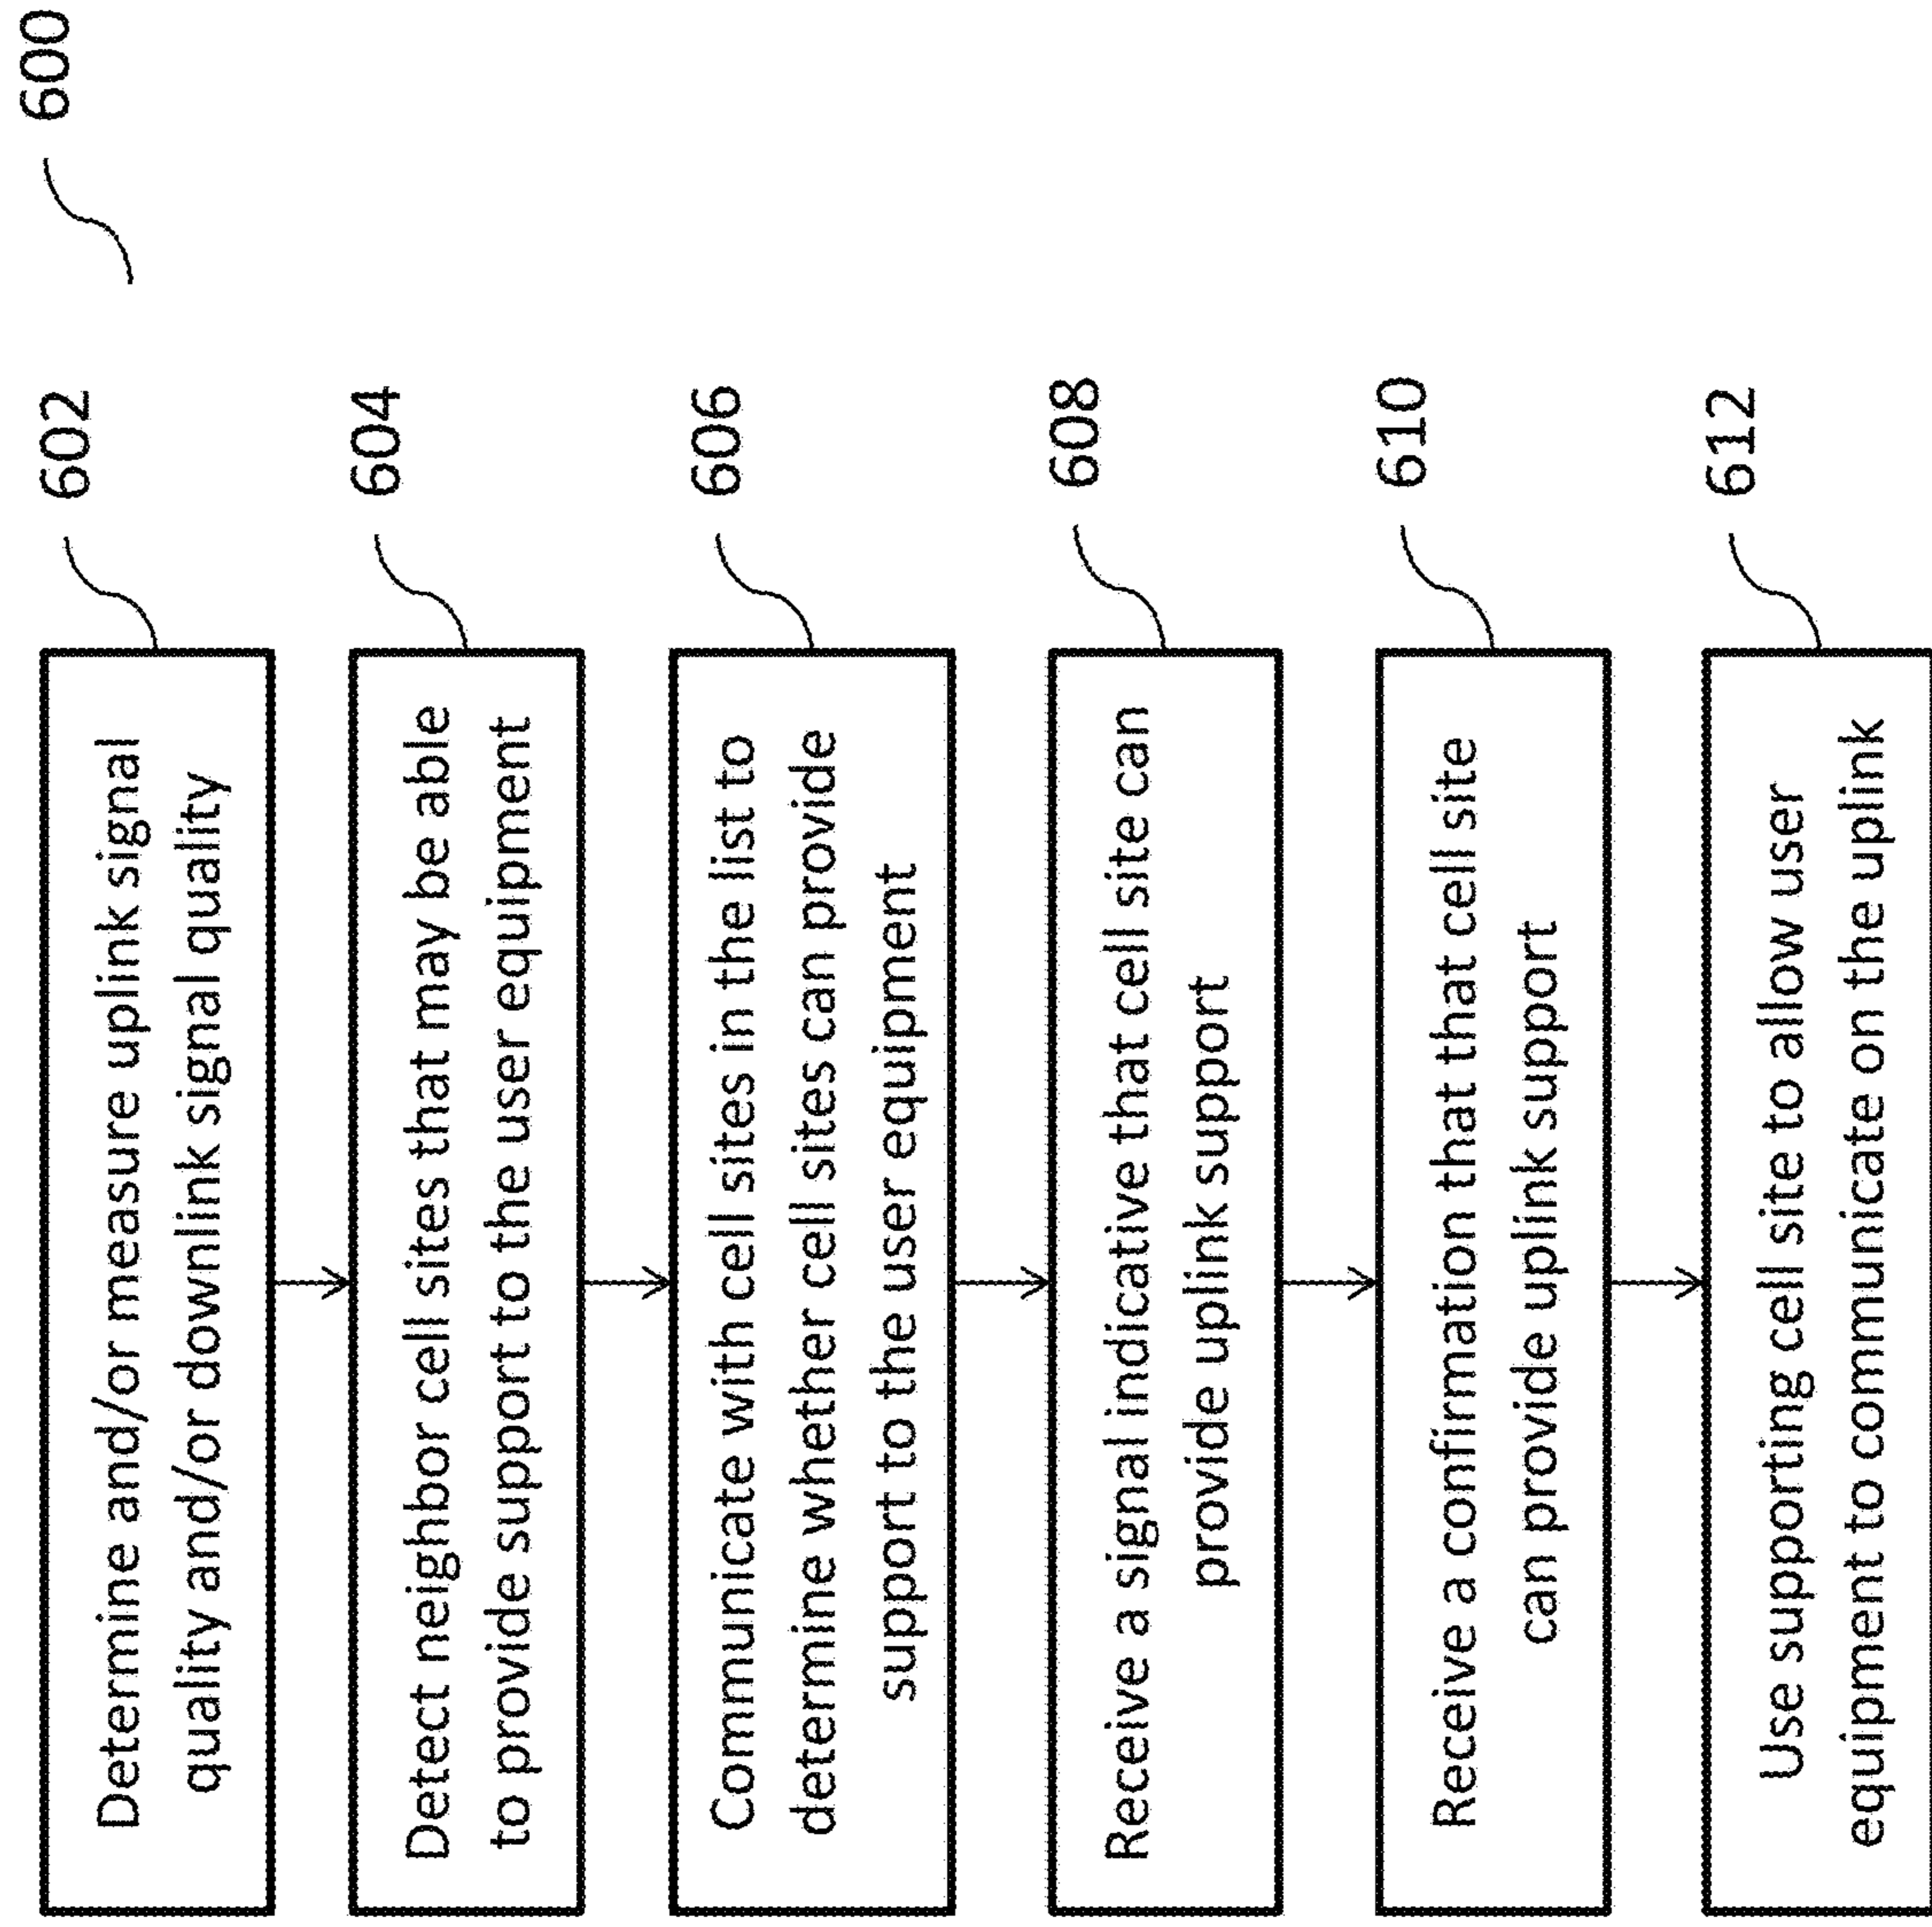 600
602
Determine and/or measure uplink signal
quality and/or downlink signal quality
604
Detect neighbor cell sites that may be able
to provide support to the user equipment
606
Communicate with cell sites in the list to
determine whether cell sites can provide
support to the user equipment
608
Receive a signal indicative that cell site can
provide uplink support
610
Receive a confirmation that that cell site
can provide uplink support
612
Use supporting cell site to allow user
equipment to communicate on the uplink